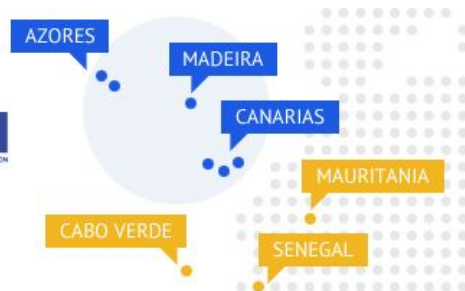 AZORES
MADEIRA
CANARIAS
MAURITANIA
CABO VERDE
SENEGAL